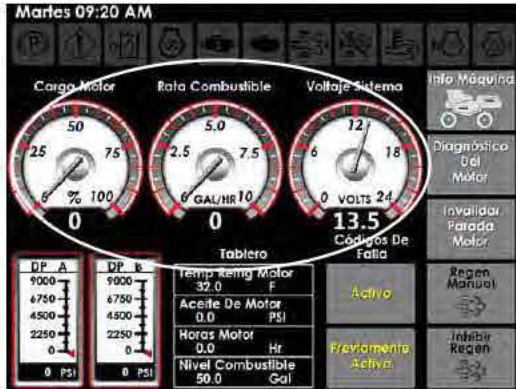 Martes 09:20 AM
Carga Motor
Rata Combustible
Voltaje Sistema
50
25
75
% 100
0
5.0
2.5
7.5
GAL/HR 10
0
12
6
18
0 VOLTS 24
13.5
Info Máquina
Diagnóstico
Del
Motor
Invalidar
Parada
Motor
Regen
Manual
Inhibir
Regen
Códigos De
Falla
Activo
Previamente
Activo
DP A
9000
6750
4500
2250
0
0 PSI
DP B
9000
6750
4500
2250
0
0 PSI
Tablero
Temp Refrig Motor
32.0 F
Aceite De Motor
0.0 PSI
Horas Motor
0.0 Hr
Nivel Combustible
50.0 Gal